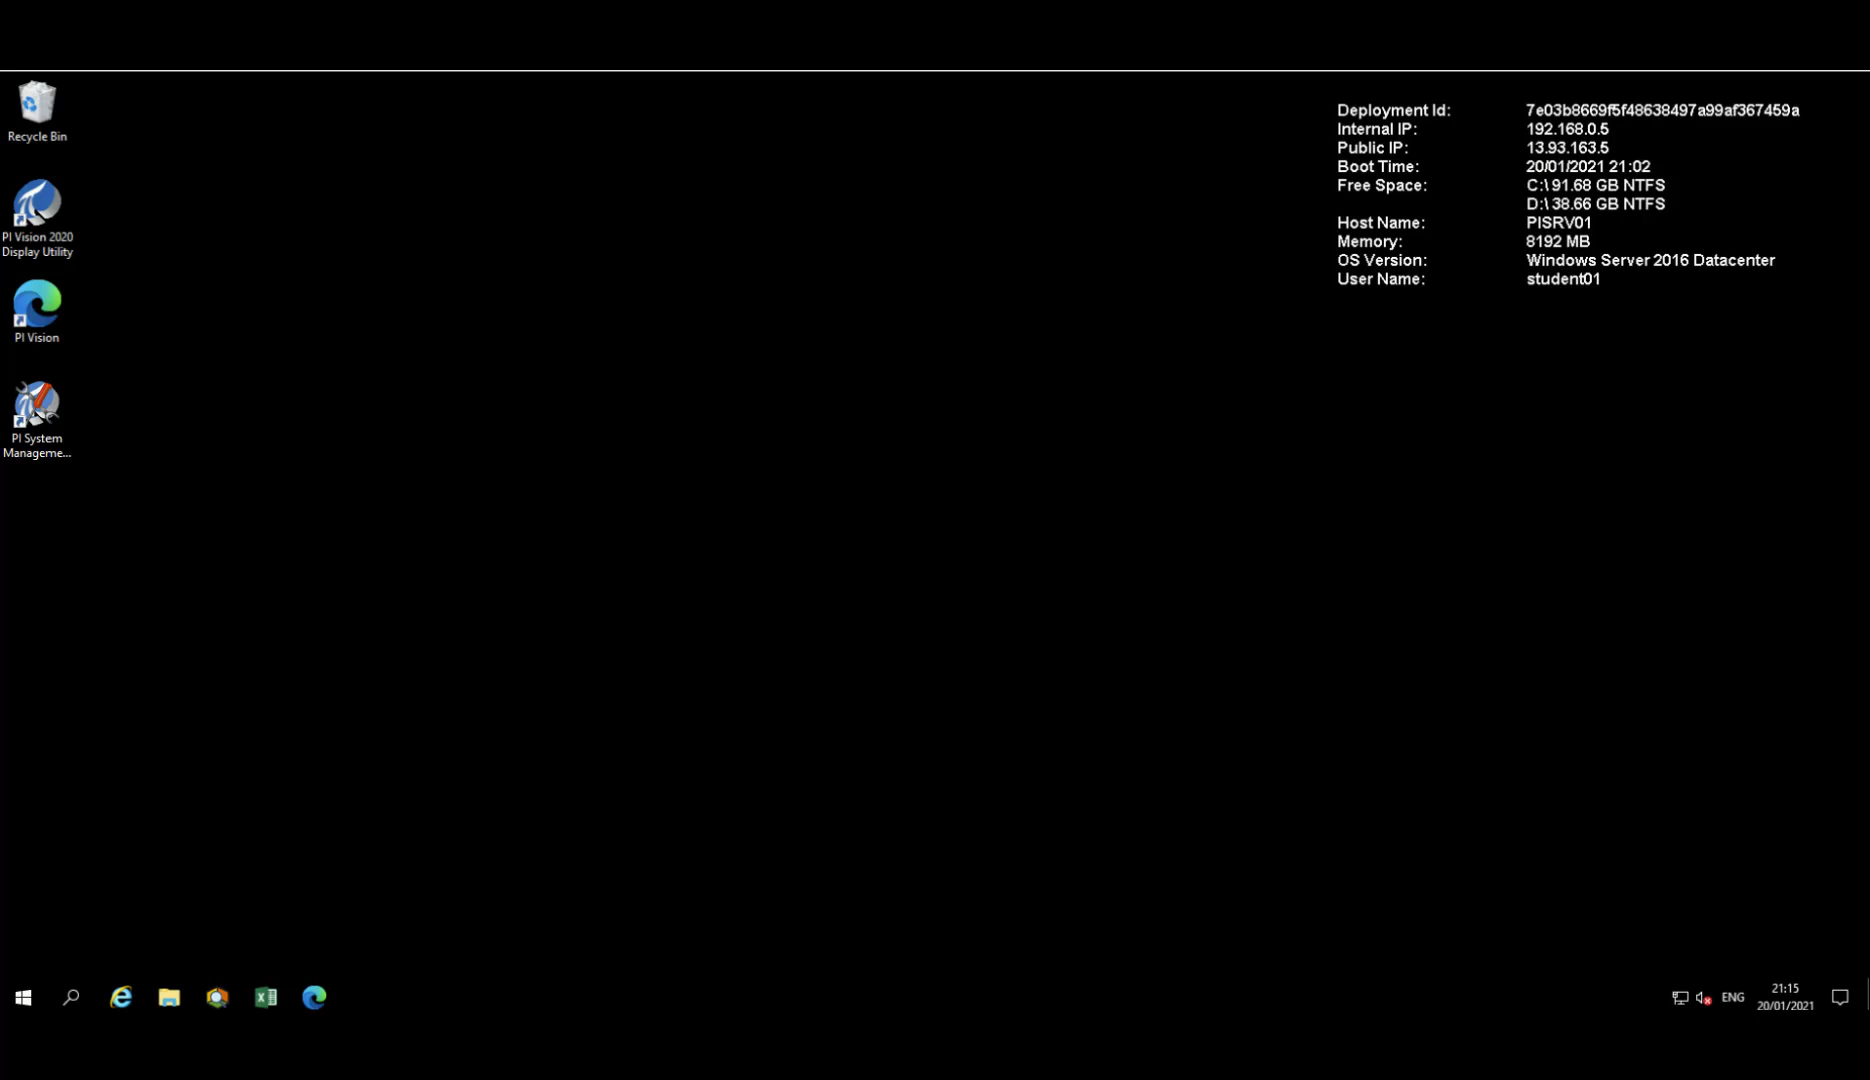 Recycle Bin
PI Vision 2020
Display Utility
PI Vision
PI System
Manageme...
Deployment Id: 7e03b8669f5f48638497a99af367459a
Internal IP: 192.168.0.5
Public IP: 13.93.163.5
Boot Time: 20/01/2021 21:02
Free Space: C:\ 91.68 GB NTFS
D:\ 38.66 GB NTFS
Host Name: PISRV01
Memory: 8192 MB
OS Version: Windows Server 2016 Datacenter
User Name: student01
ENG
21:15
20/01/2021